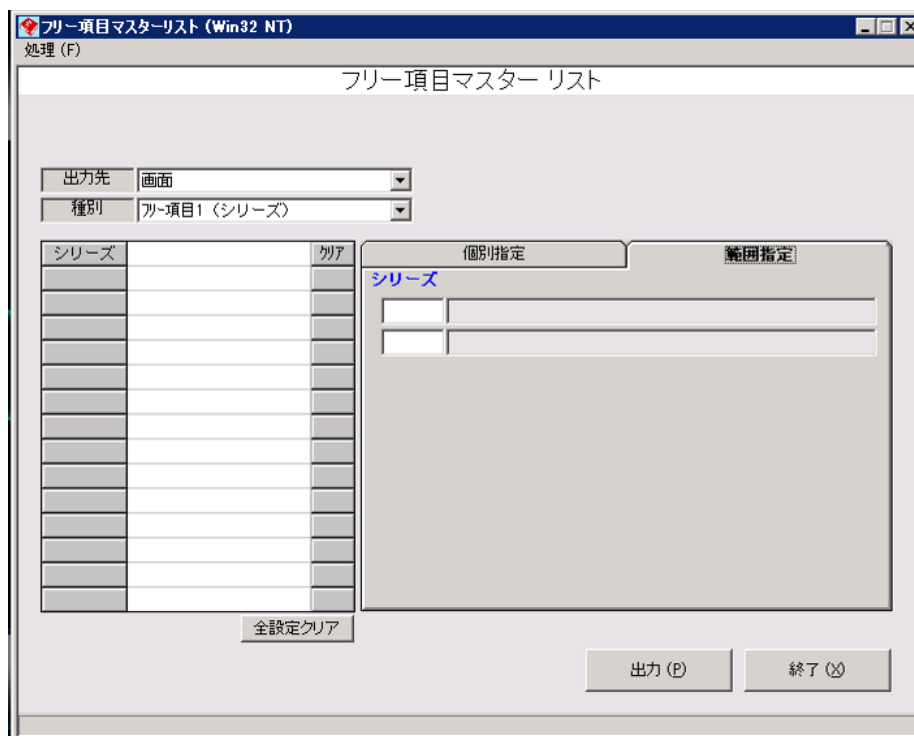 フリー項目マスターリスト (Win32 NT)
処理(F)
フリー項目マスター リスト
出力先 画面
種別 フリー項目1 (シリーズ)
シリーズ クリア 個別指定 範囲指定
シリーズ
全設定クリア
出力(P) 終了(X)